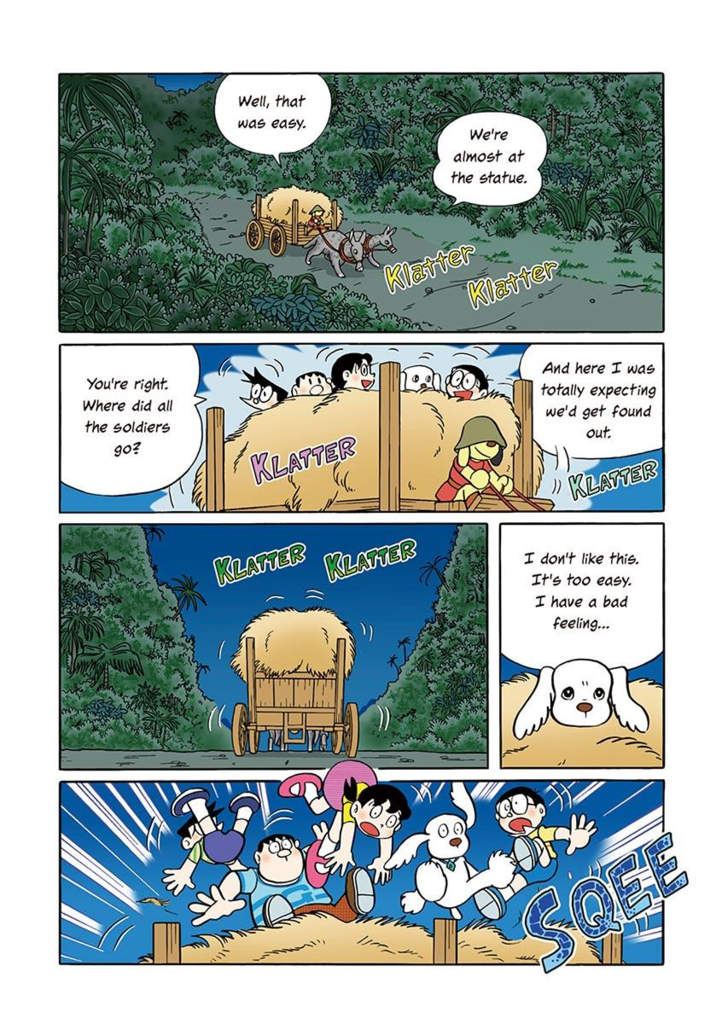 Well, that
was easy.
We're
almost at
the statue.
Klatter
Klatter
You're right.
Where did all
the soldiers
go?
And here I was
totally expecting
we'd get found
out.
KLATTER
KLATTER
KLATTER
KLATTER
I don't like this.
It's too easy.
I have a bad
feeling...
SQEE